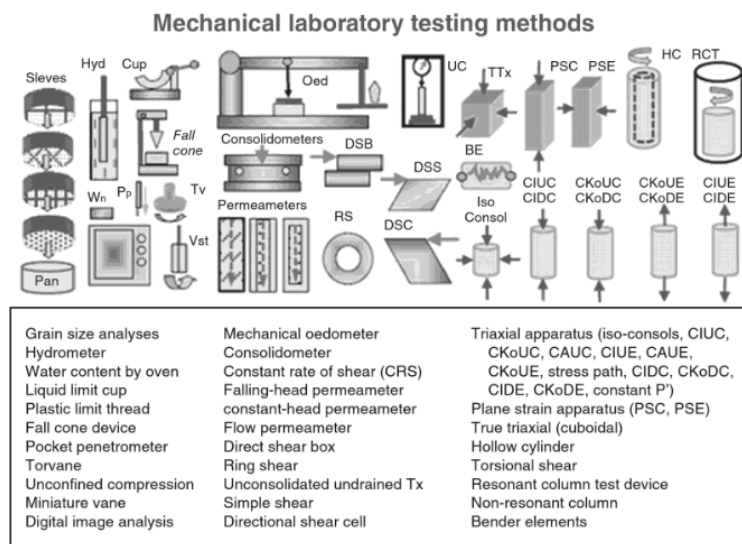 Mechanical laboratory testing methods
Sleves
Hyd
Cup
Oed
UC
TTx
PSC
PSE
HC
RCT
Fall
cone
Consolidometers
DSB
BE
DSS
Wn
Pp
Tv
Permeameters
RS
DSC
Iso
Consol
CIUC
CIDC
CKoUC
CKoDC
CKoUE
CKoDE
CIUE
CIDE
Vst
Pan
Grain size analyses
Hydrometer
Water content by oven
Liquid limit cup
Plastic limit thread
Fall cone device
Pocket penetrometer
Torvane
Unconfined compression
Miniature vane
Digital image analysis
Mechanical oedometer
Consolidometer
Constant rate of shear (CRS)
Falling-head permeameter
constant-head permeameter
Flow permeameter
Direct shear box
Ring shear
Unconsolidated undrained Tx
Simple shear
Directional shear cell
Triaxial apparatus (iso-consols, CIUC,
CKoUC, CAUC, CIUE, CAUE,
CKoUE, stress path, CIDC, CKoDC,
CIDE, CKoDE, constant P')
Plane strain apparatus (PSC, PSE)
True triaxial (cuboidal)
Hollow cylinder
Torsional shear
Resonant column test device
Non-resonant column
Bender elements